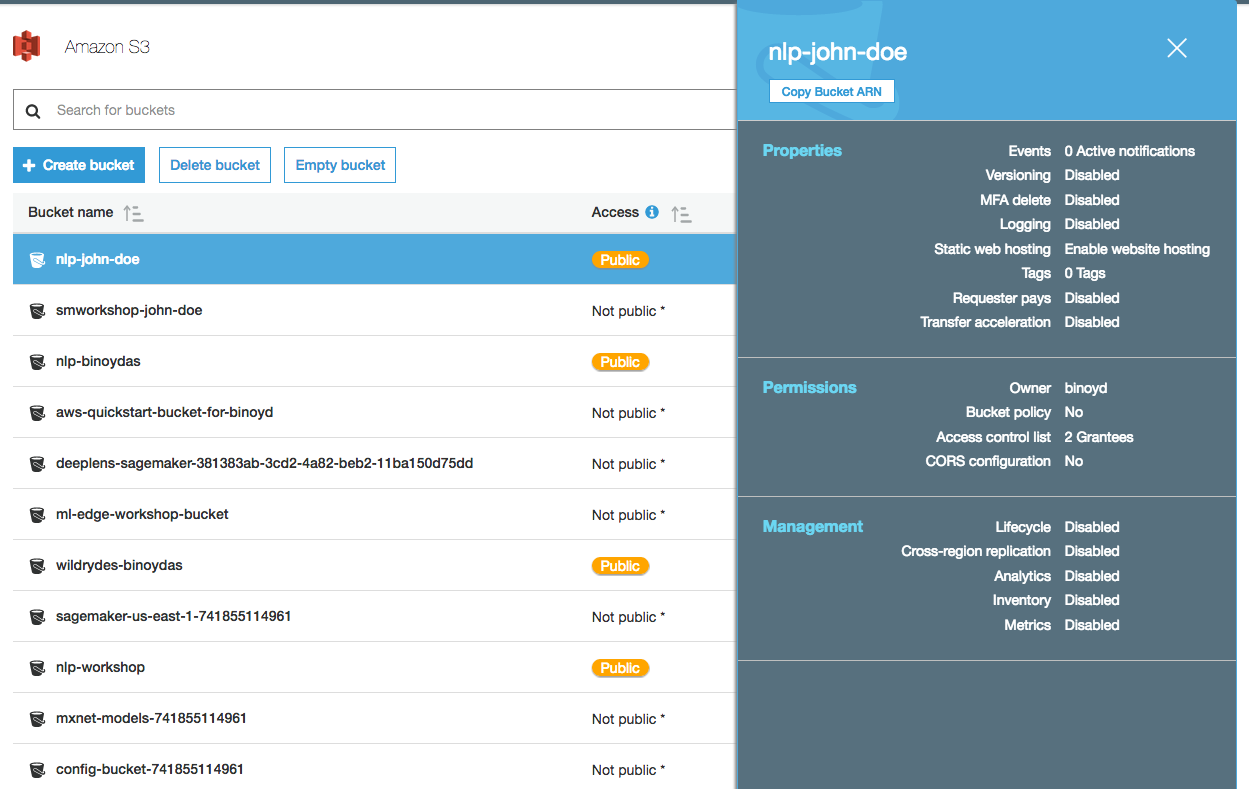 Amazon S3
Search for buckets
Create bucket Delete bucket Empty bucket
Bucket name Access
nlp-john-doe Public
smworkshop-john-doe Not public *
nlp-binoydas Public
aws-quickstart-bucket-for-binoyd Not public *
deeplens-sagemaker-381383ab-3cd2-4a82-beb2-11ba150d75dd Not public *
ml-edge-workshop-bucket Not public *
wildrydes-binoydas Public
sagemaker-us-east-1-741855114961 Not public *
nlp-workshop Public
mxnet-models-741855114961 Not public *
config-bucket-741855114961 Not public *
nlp-john-doe
Copy Bucket ARN
Properties Events 0 Active notifications
Versioning Disabled
MFA delete Disabled
Logging Disabled
Static web hosting Enable website hosting
Tags 0 Tags
Requester pays Disabled
Transfer acceleration Disabled
Permissions Owner binoyd
Bucket policy No
Access control list 2 Grantees
CORS configuration No
Management Lifecycle Disabled
Cross-region replication Disabled
Analytics Disabled
Inventory Disabled
Metrics Disabled